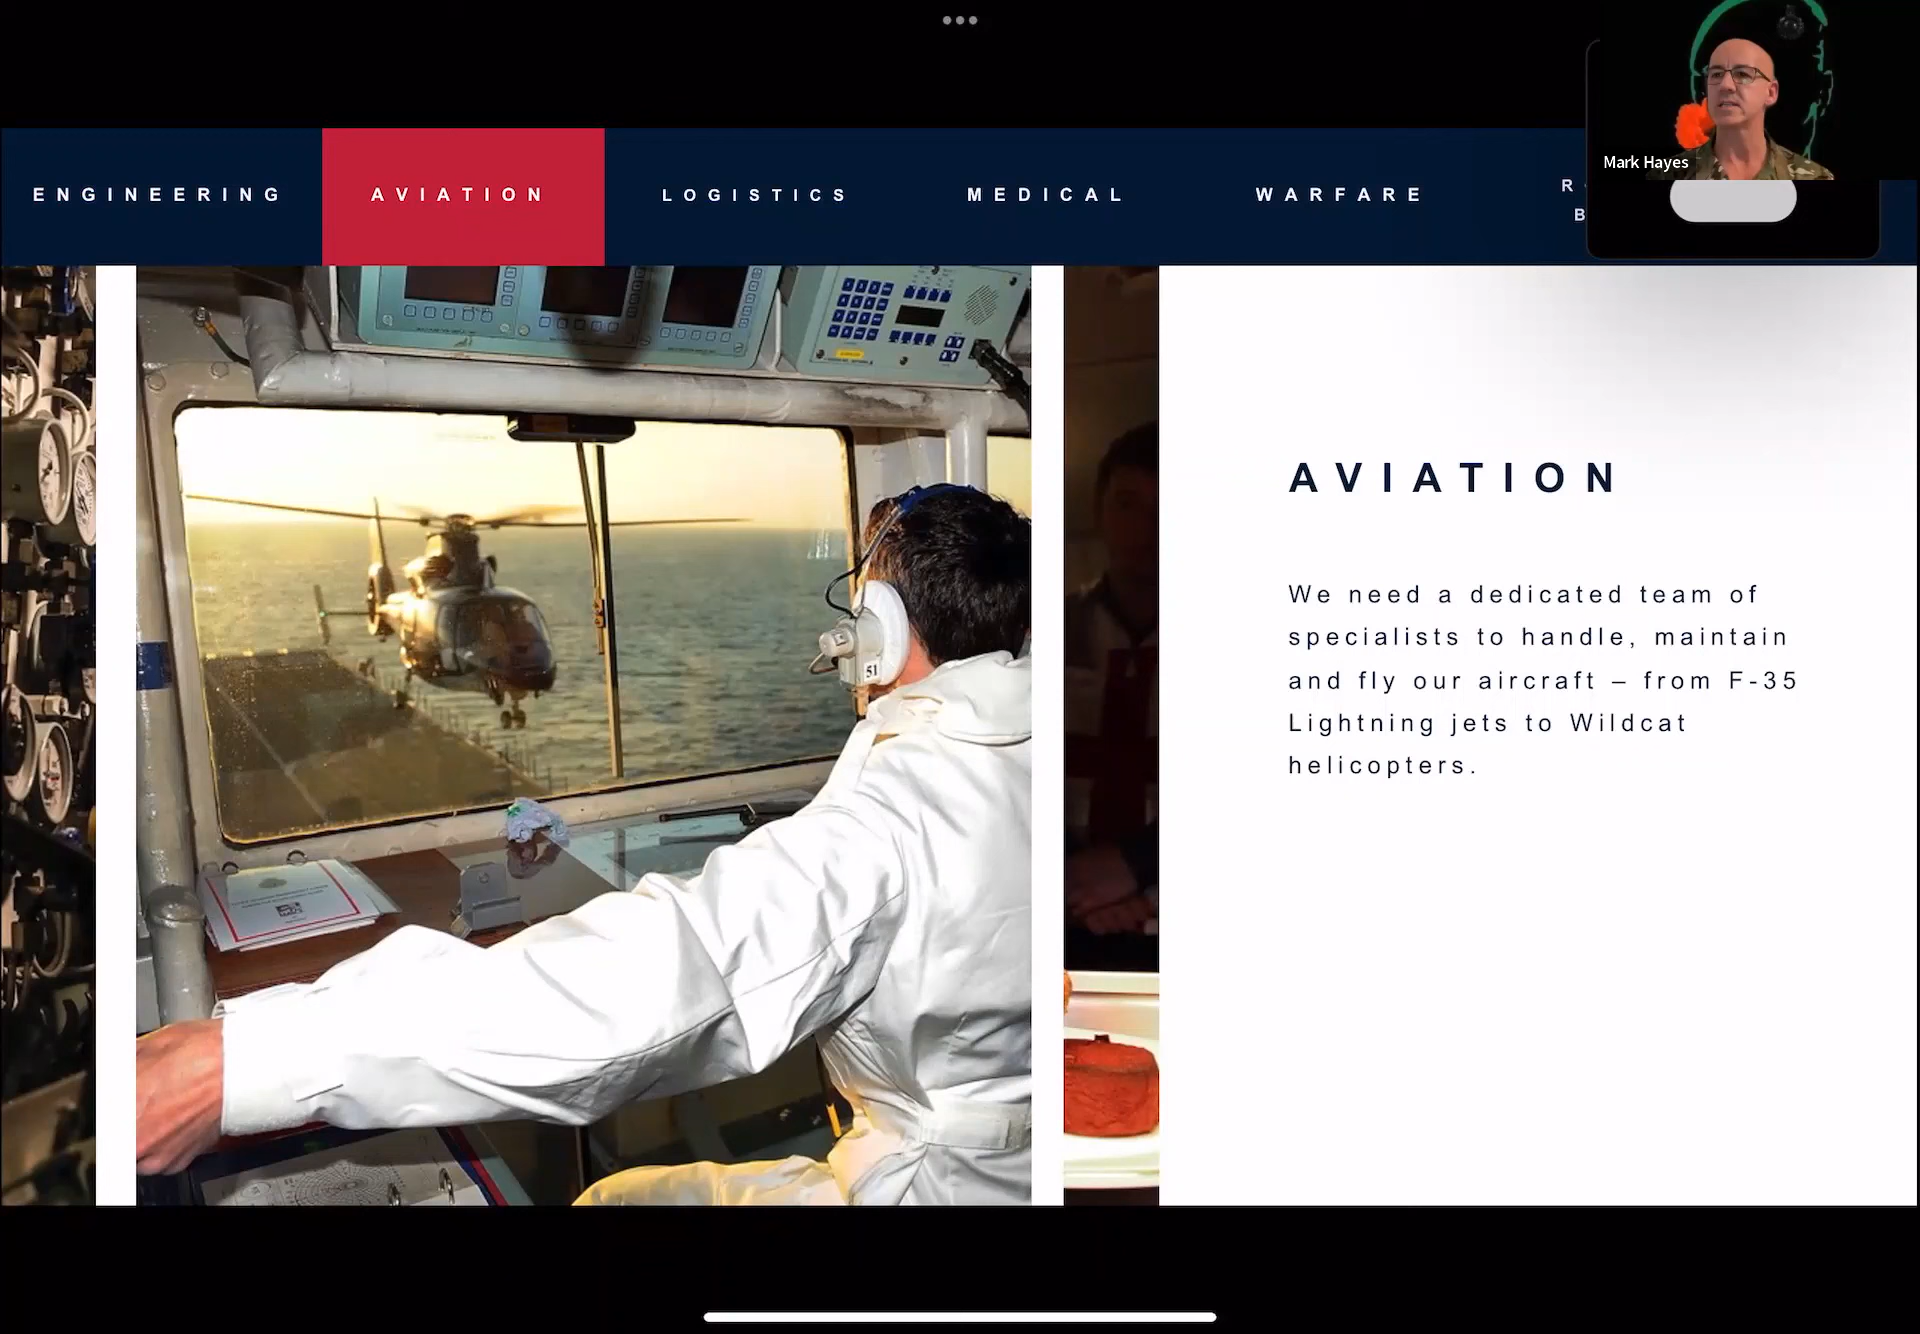 Mark Hayes
ENGINEERING
AVIATION
LOGISTICS
MEDICAL
WARFARE
R
B
AVIATION
We need a dedicated team of
specialists to handle, maintain
and fly our aircraft – from F-35
Lightning jets to Wildcat
helicopters.
51